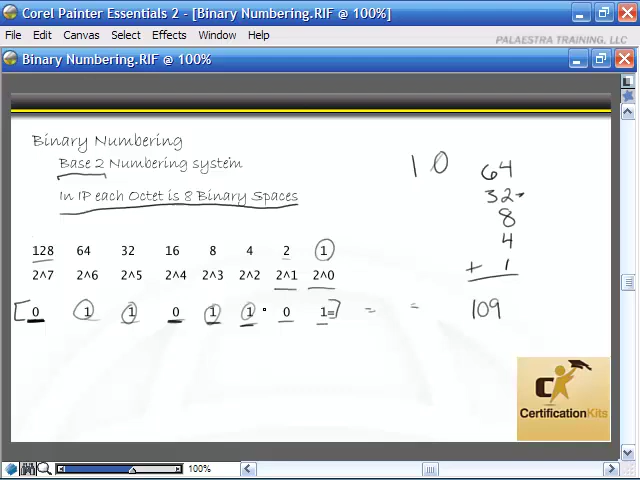 Corel Painter Essentials 2 - [Binary Numbering.RIF @ 100%]
File Edit Canvas Select Effects Window Help
PALAESTRA TRAINING, LLC
Binary Numbering.RIF @ 100%
Binary Numbering
Base 2 Numbering system
In IP each Octet is 8 Binary Spaces
1 0
64
32
8
4
+ 1
109
128 64 32 16 8 4 2 1
2^7 2^6 2^5 2^4 2^3 2^2 2^1 2^0
[0 1 1 0 1 1 0 1=] = =
CertificationKits
100%